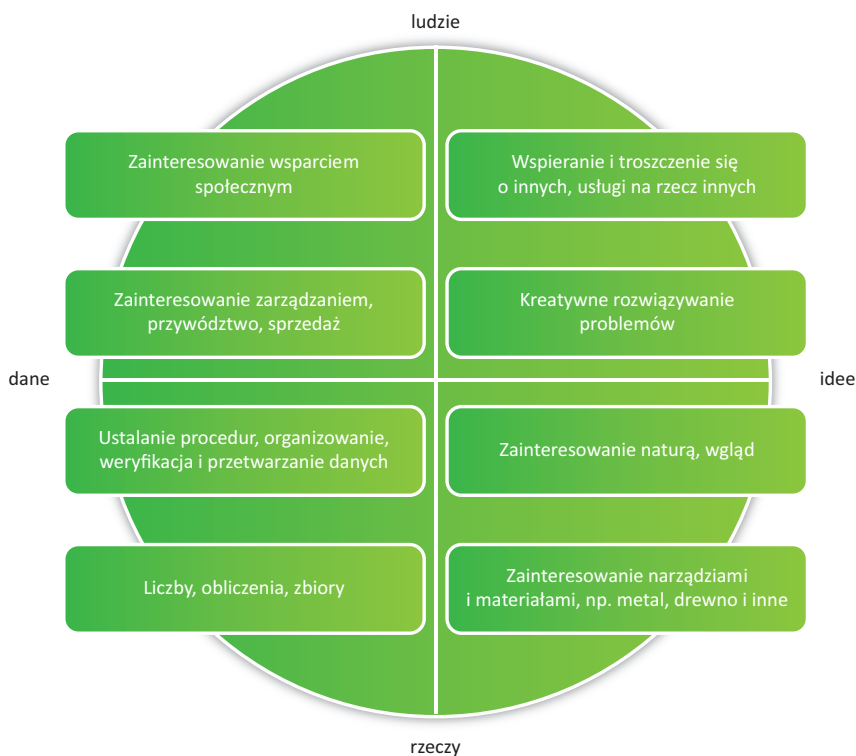 ludzie
Zainteresowanie wsparciem
społecznym
Wspieranie i troszczenie się
o innych, usługi na rzecz innych
Zainteresowanie zarządzaniem,
przywództwo, sprzedaż
Kreatywne rozwiązywanie
problemów
dane
idee
Ustalanie procedur, organizowanie,
weryfikacja i przetwarzanie danych
Zainteresowanie naturą, wgląd
Liczby, obliczenia, zbiory
Zainteresowanie narządziami
i materiałami, np. metal, drewno i inne
rzeczy